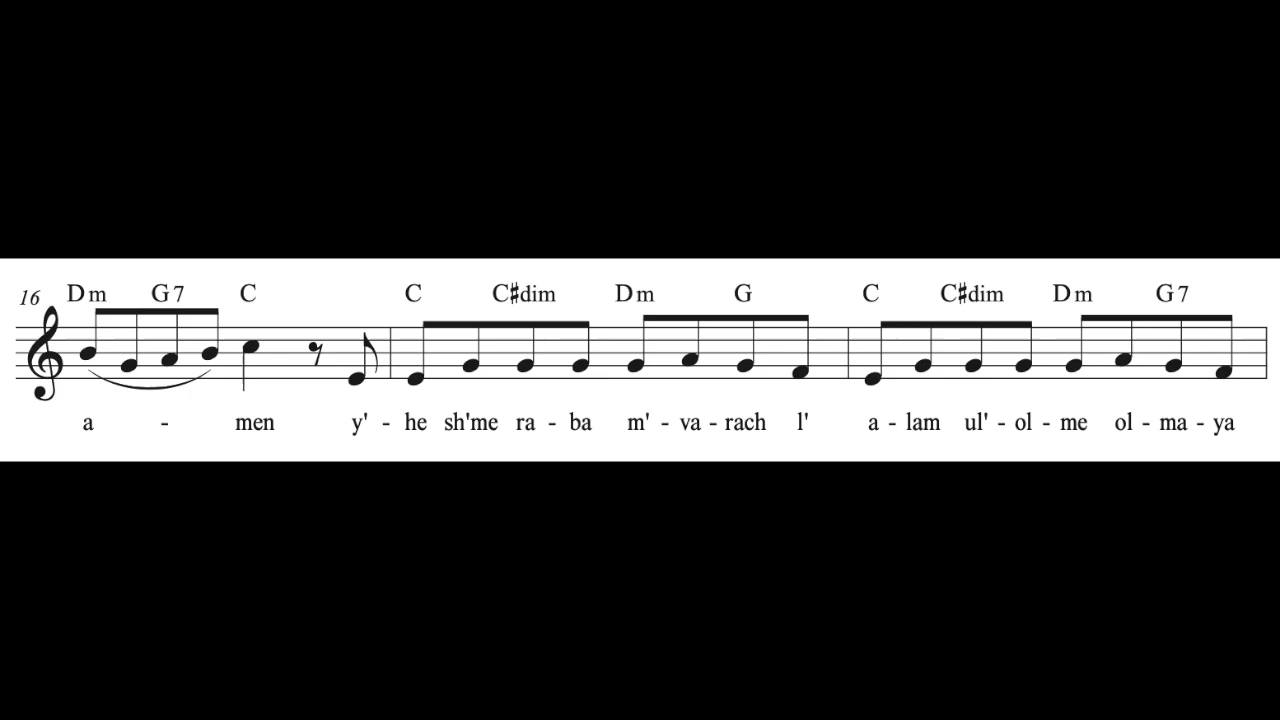 16 Dm G7 C C C♯dim Dm G C C♯dim Dm G7
a - men y' - he sh'me ra - ba m' - va - rach l' a - lam ul' - ol - me ol - ma - ya